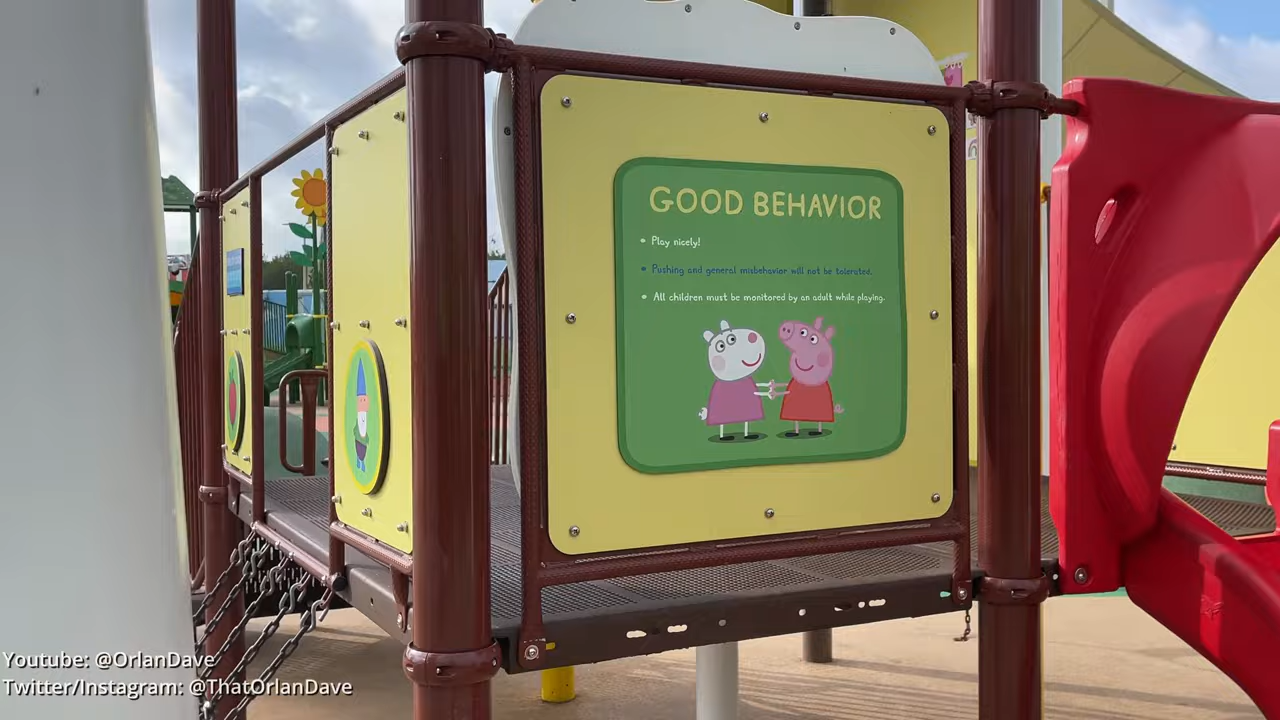 GOOD BEHAVIOR
• Play nicely!
• Pushing and general misbehavior will not be tolerated.
• All children must be monitored by an adult while playing.
Youtube: @OrlanDave
Twitter/Instagram: @ThatOrlanDave